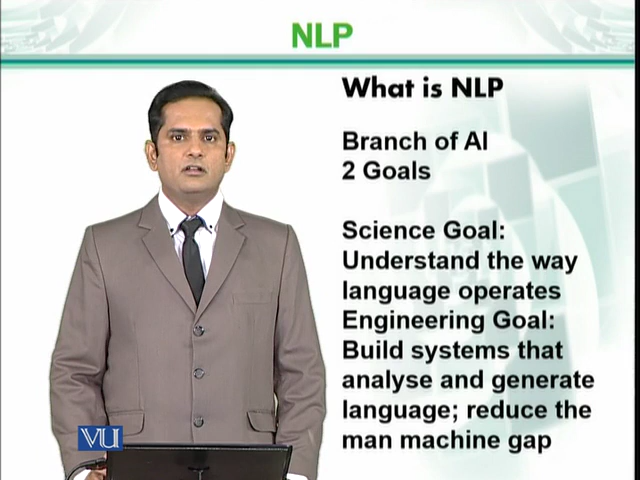 NLP
What is NLP
Branch of AI
2 Goals
Science Goal:
Understand the way
language operates
Engineering Goal:
Build systems that
analyse and generate
language; reduce the
man machine gap
VU